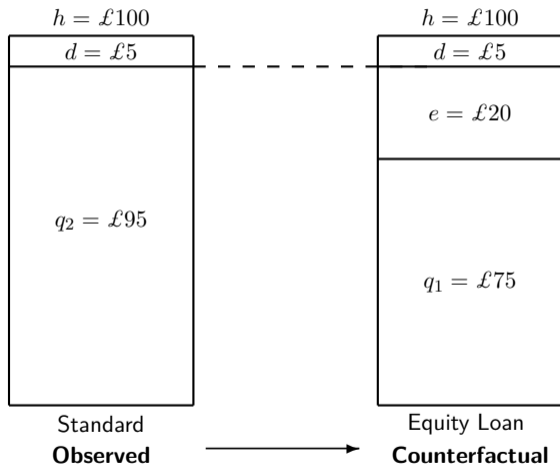 h = £100
d = £5
q₂ = £95
Standard
Observed
h = £100
d = £5
e = £20
q₁ = £75
Equity Loan
Counterfactual